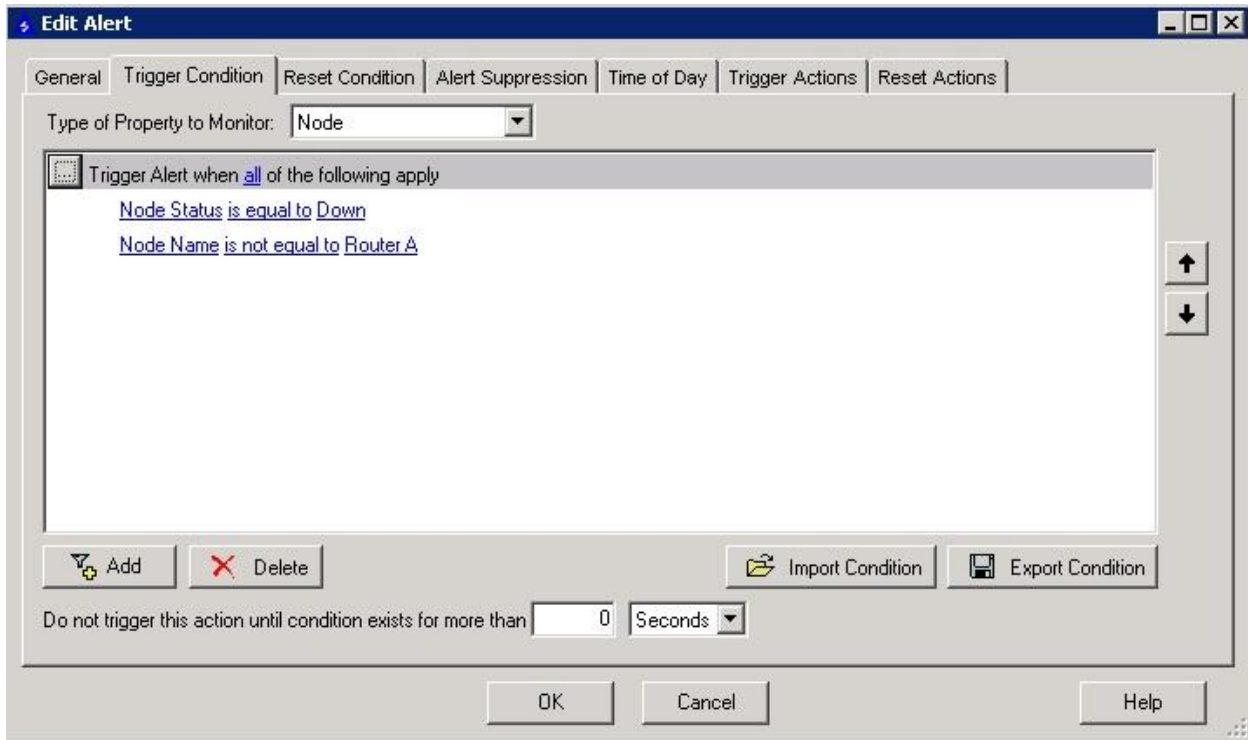 Edit Alert
General Trigger Condition Reset Condition Alert Suppression Time of Day Trigger Actions Reset Actions
Type of Property to Monitor: Node
Trigger Alert when all of the following apply
Node Status is equal to Down
Node Name is not equal to Router A
Add Delete Import Condition Export Condition
Do not trigger this action until condition exists for more than 0 Seconds
OK Cancel Help